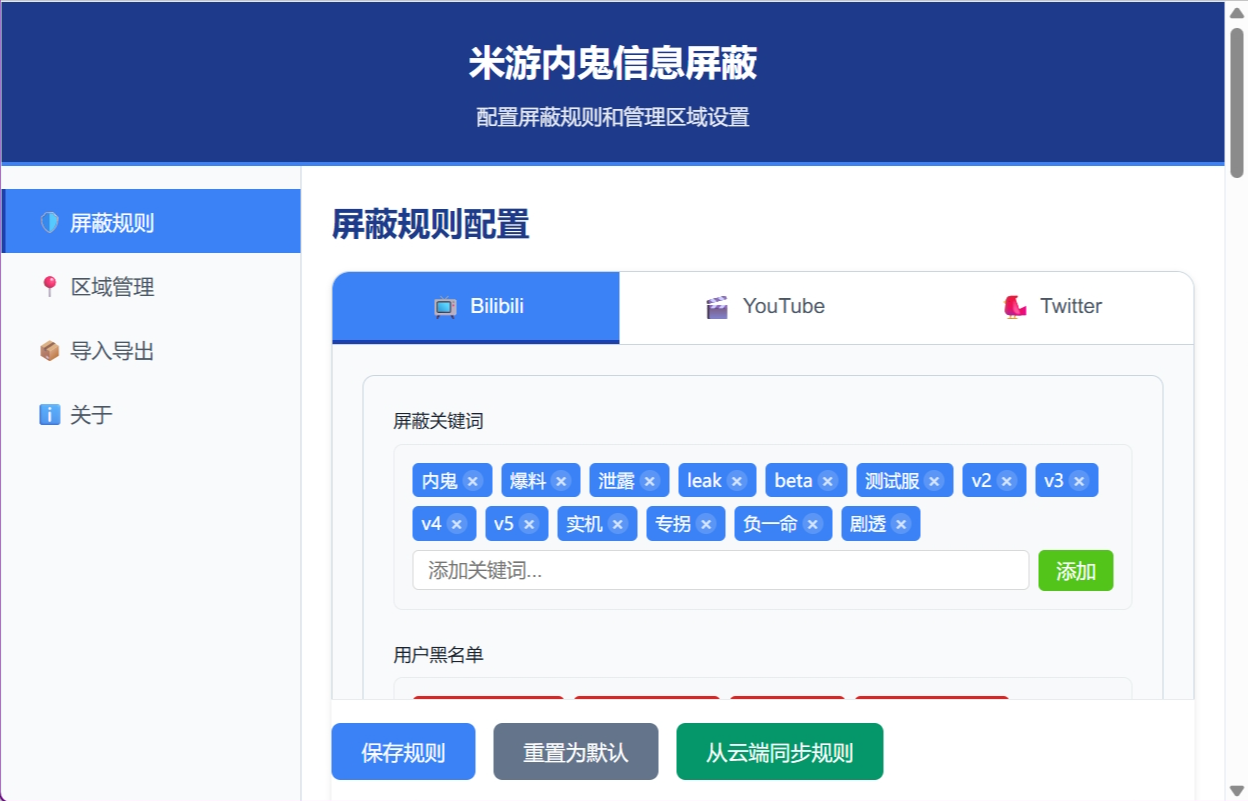 米游内鬼信息屏蔽
配置屏蔽规则和管理区域设置
屏蔽规则
区域管理
导入导出
关于
屏蔽规则配置
Bilibili YouTube Twitter
屏蔽关键词
内鬼 × 爆料 × 泄露 × leak × beta × 测试服 × v2 × v3 ×
v4 × v5 × 实机 × 专拐 × 负一命 × 剧透 ×
添加关键词... 添加
用户黑名单
保存规则 重置为默认 从云端同步规则